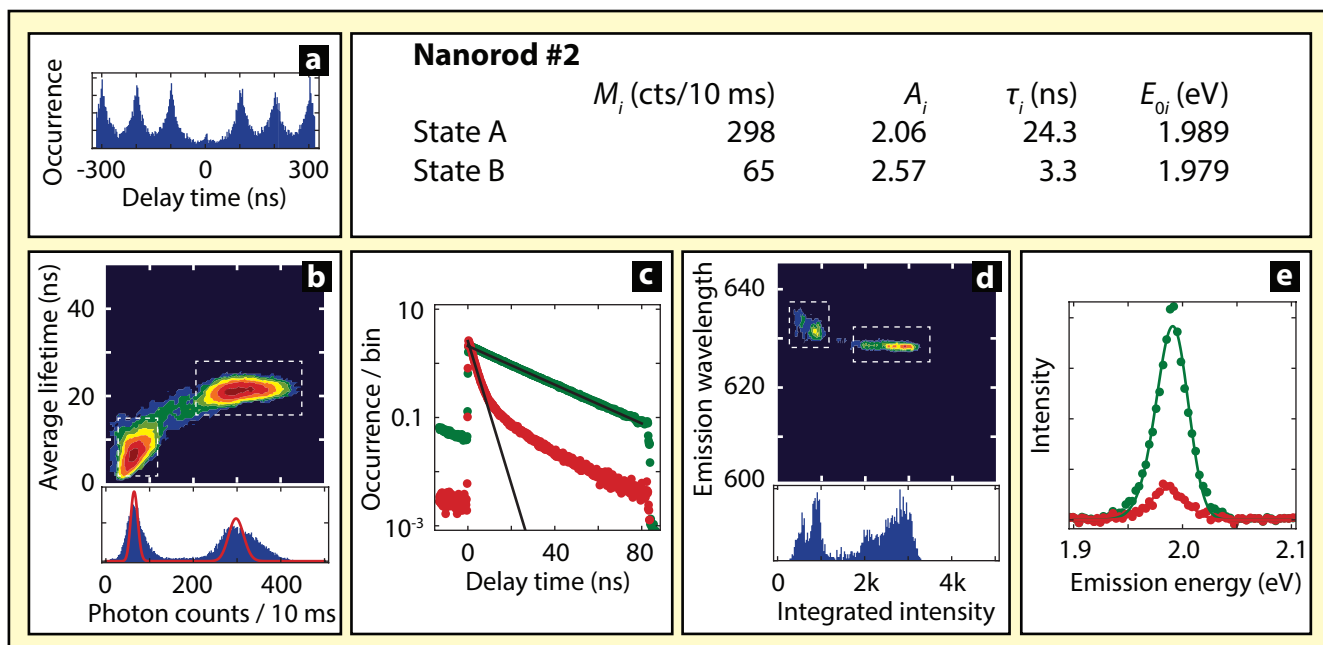 a
Occurrence
-300 0 300
Delay time (ns)
Nanorod #2
M_i (cts/10 ms) A_i τ_i (ns) E_0i (eV)
State A 298 2.06 24.3 1.989
State B 65 2.57 3.3 1.979
b
Average lifetime (ns)
40
20
0
0 200 400
Photon counts / 10 ms
c
Occurrence / bin
10
0.1
10^-3
0 40 80
Delay time (ns)
d
Emission wavelength
640
620
600
0 2k 4k
Integrated intensity
e
Intensity
1.9 2.0 2.1
Emission energy (eV)